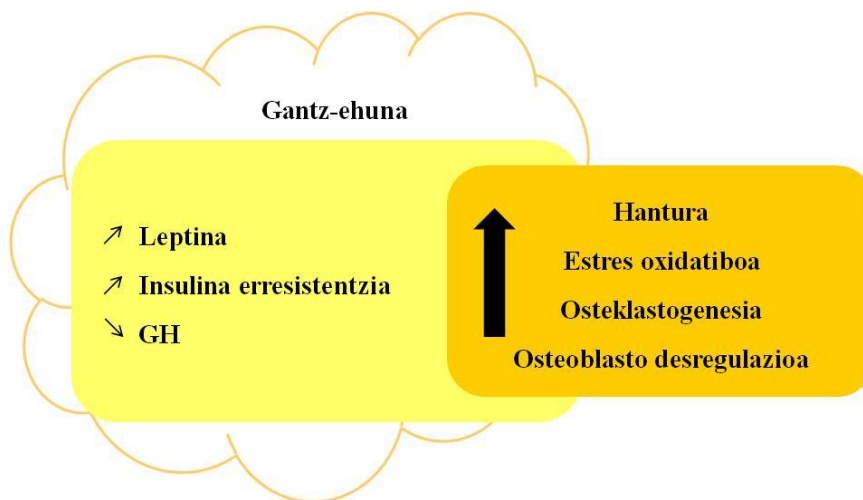 Gantz-ehuna
↗ Leptina
↗ Insulina erresistentzia
↘ GH
Hantura
Estres oxidatiboa
Osteklastogenesia
Osteoblasto desregulazioa